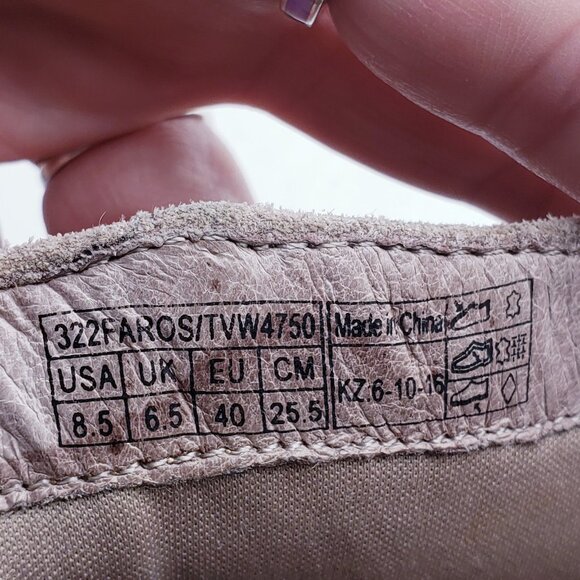 322FAROS/TVW4750
USA UK EU CM
8.5 6.5 40 25.5
Made in China
KZ.6-10-15